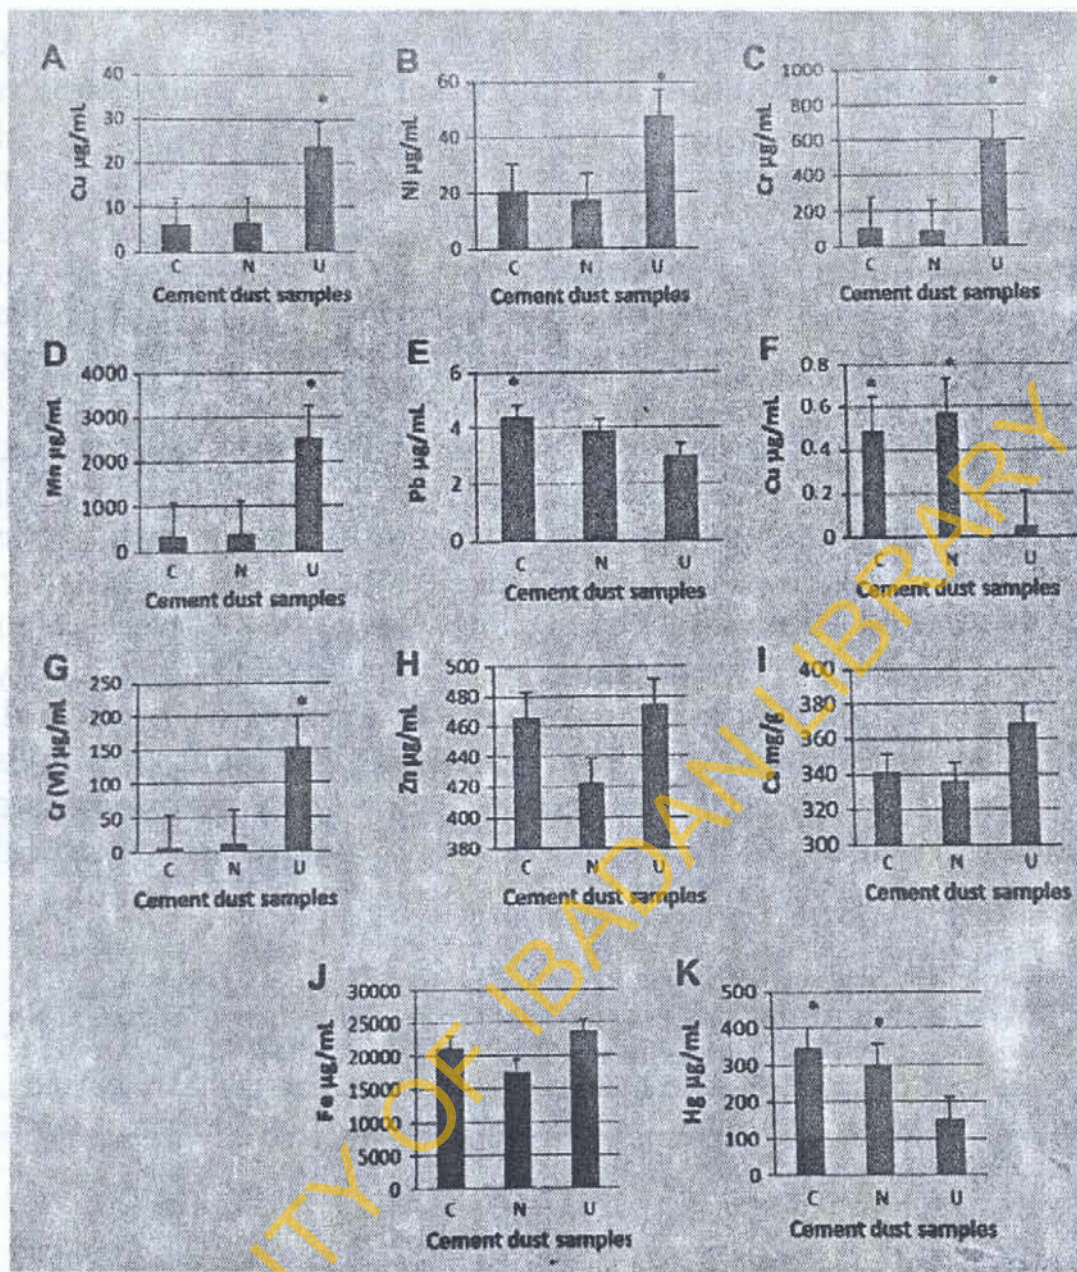 A
Cu µg/mL
40
30
20
10
0
*
C N U
Cement dust samples
B
Ni µg/mL
60
40
20
0
*
C N U
Cement dust samples
C
Cr µg/mL
1000
800
600
400
200
0
*
C N U
Cement dust samples
D
Mn µg/mL
4000
3000
2000
1000
0
*
C N U
Cement dust samples
E
Pb µg/mL
6
4
2
0
*
C N U
Cement dust samples
F
Cu µg/mL
0.8
0.6
0.4
0.2
0
* *
C N U
Cement dust samples
G
Cr (VI) µg/mL
250
200
150
100
50
0
*
C N U
Cement dust samples
H
Zn µg/mL
500
480
460
440
420
400
380
C N U
Cement dust samples
I
Ca mg/g
400
380
360
340
320
300
C N U
Cement dust samples
J
Fe µg/mL
30000
25000
20000
15000
10000
5000
0
C N U
Cement dust samples
K
Hg µg/mL
500
400
300
200
100
0
* *
C N U
Cement dust samples
ITY OF IBADAN LIBRARY